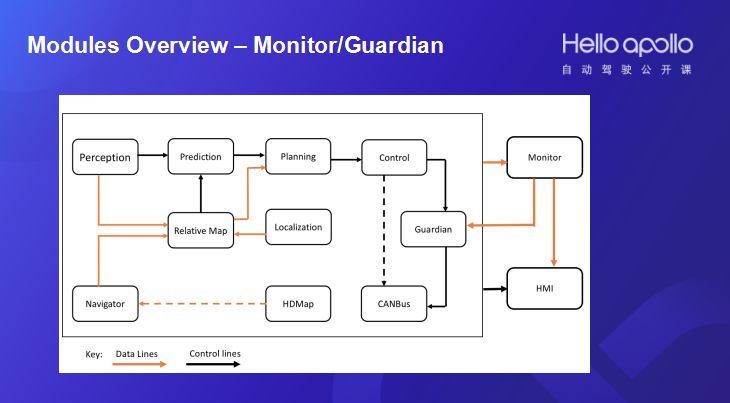 Modules Overview – Monitor/Guardian
Hello apollo
自动驾驶公开课
Perception
Prediction
Planning
Control
Monitor
Relative Map
Localization
Guardian
Navigator
HDMap
CANBus
HMI
Key: Data Lines Control lines